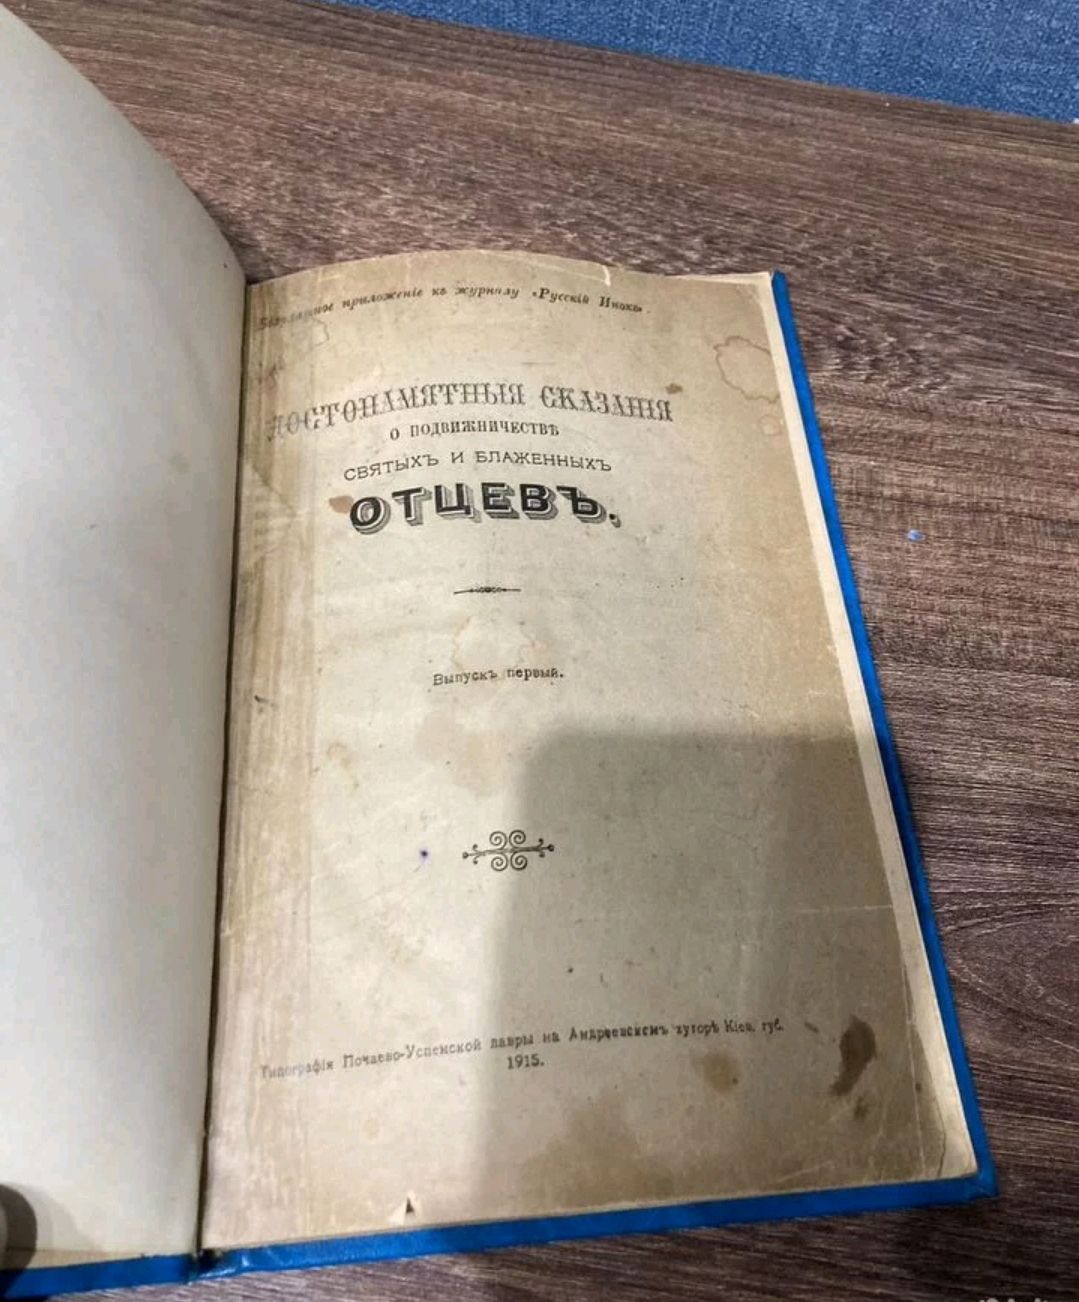 Безплатное приложеніе къ журналу «Русскій Инокъ».
ДОСТОПАМЯТНЫЯ СКАЗАНІЯ
О ПОДВИЖНИЧЕСТВѢ
СВЯТЫХЪ И БЛАЖЕННЫХЪ
ОТЦЕВЪ.
Выпускъ первый.
Типографія Почаево-Успенской лавры на Андреевскомъ хуторѣ Кіев. губ.
1915.